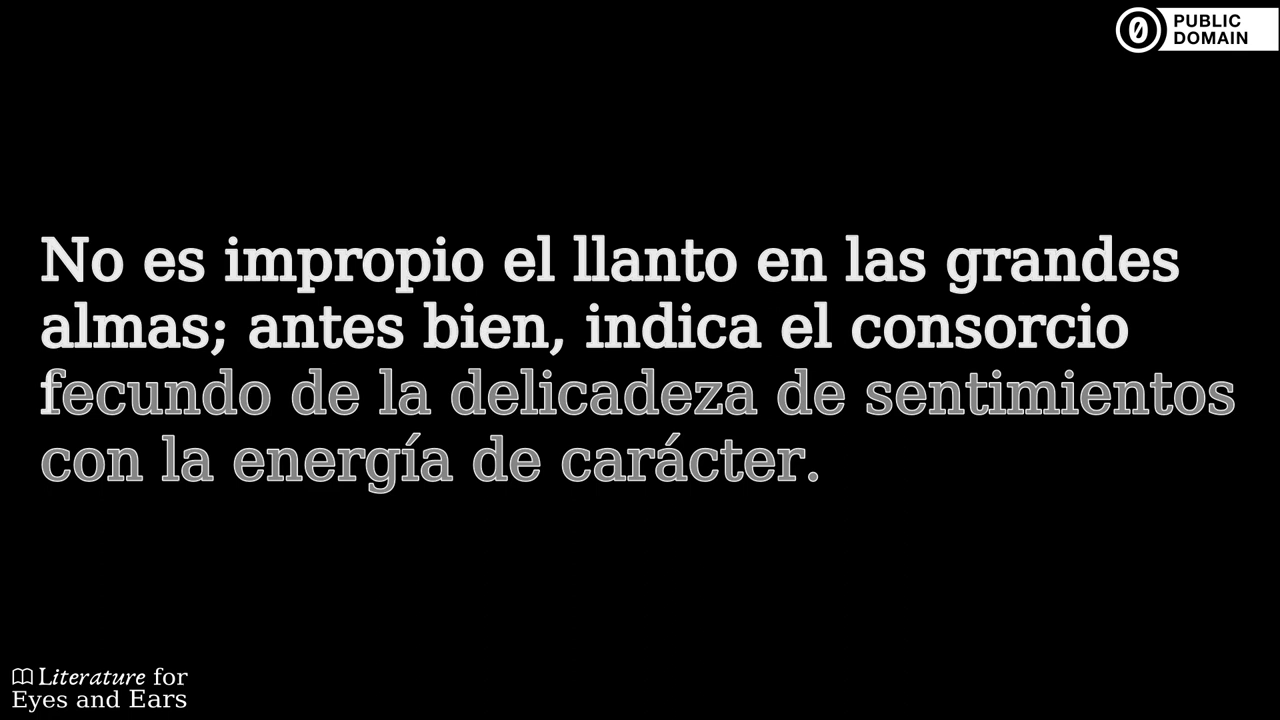 PUBLIC
DOMAIN
No es impropio el llanto en las grandes
almas; antes bien, indica el consorcio
fecundo de la delicadeza de sentimientos
con la energía de carácter.
Literature for
Eyes and Ears